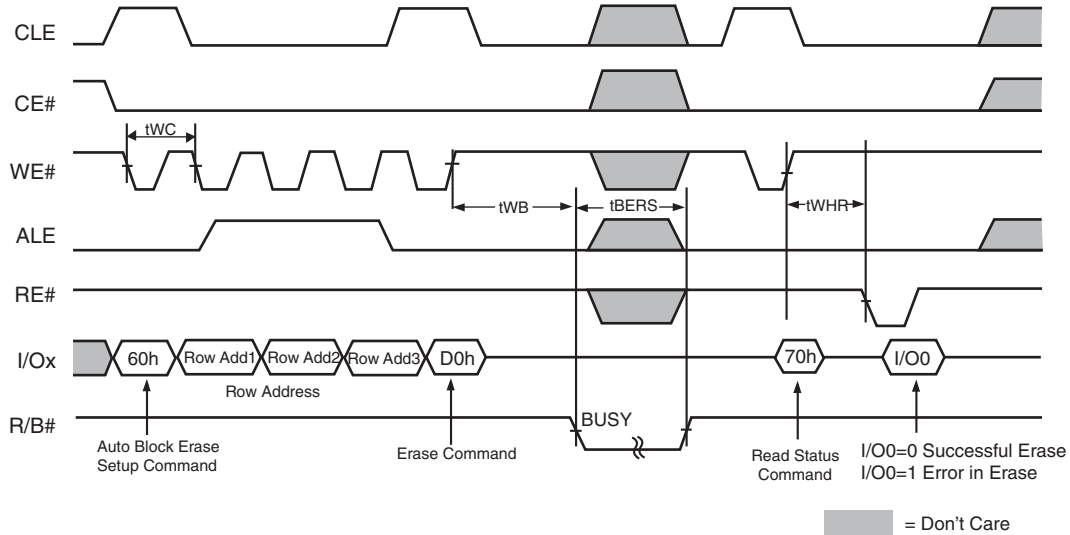 CLE
CE#
tWC
WE#
tWB
tBERS
tWHR
ALE
RE#
I/Ox
60h
Row Add1
Row Add2
Row Add3
D0h
70h
I/O0
Row Address
R/B#
BUSY
Auto Block Erase
Setup Command
Erase Command
Read Status
Command
I/O0=0 Successful Erase
I/O0=1 Error in Erase
= Don't Care